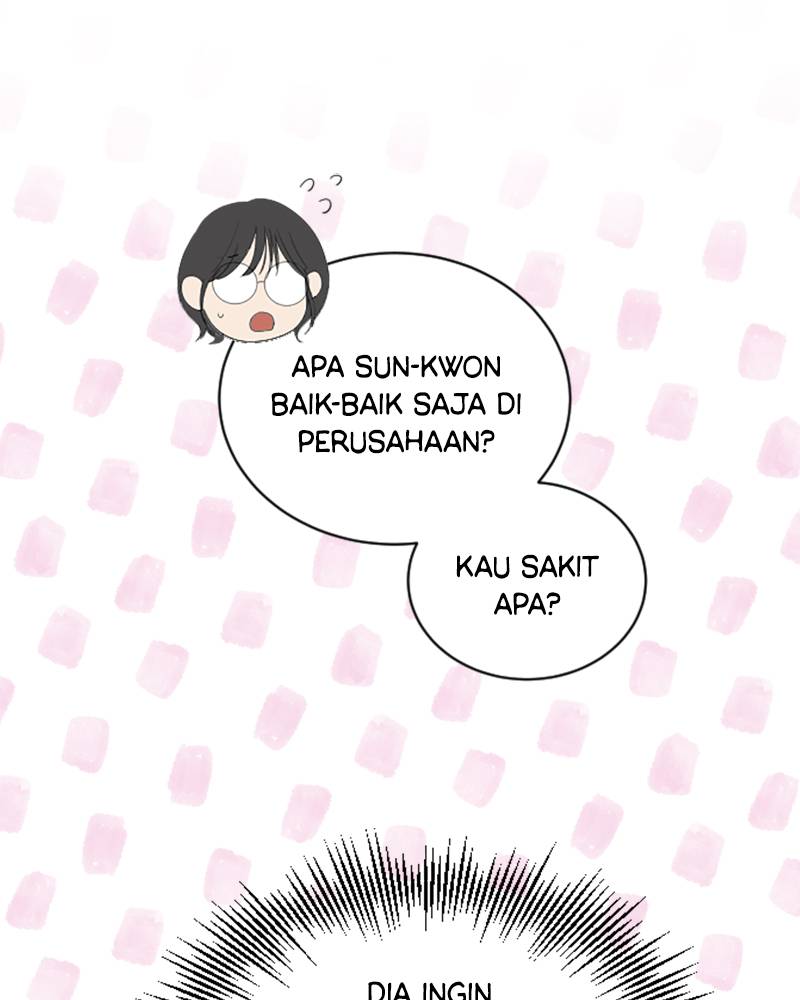 APA SUN-KWON
BAIK-BAIK SAJA DI
PERUSAHAAN?
KAU SAKIT
APA?
DIA INGIN